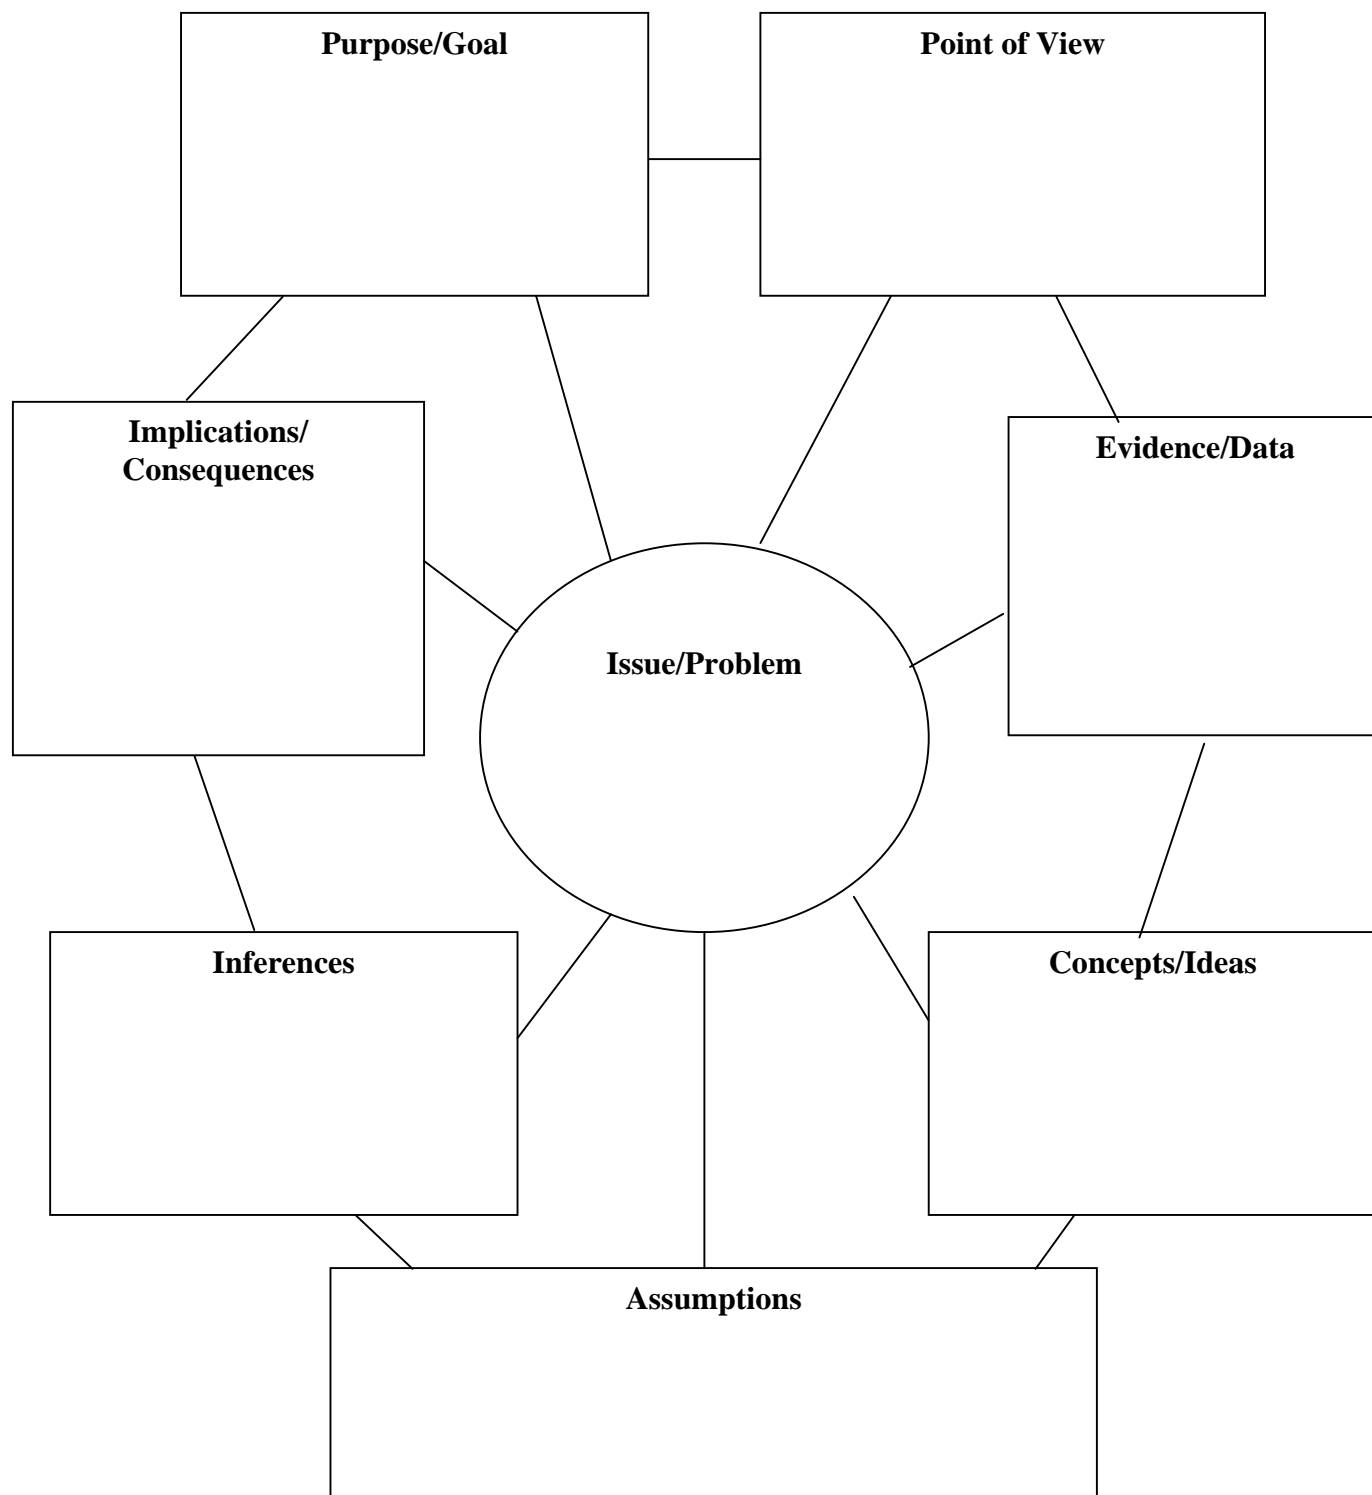 Purpose/Goal
Point of View
Implications/
Consequences
Evidence/Data
Issue/Problem
Inferences
Concepts/Ideas
Assumptions